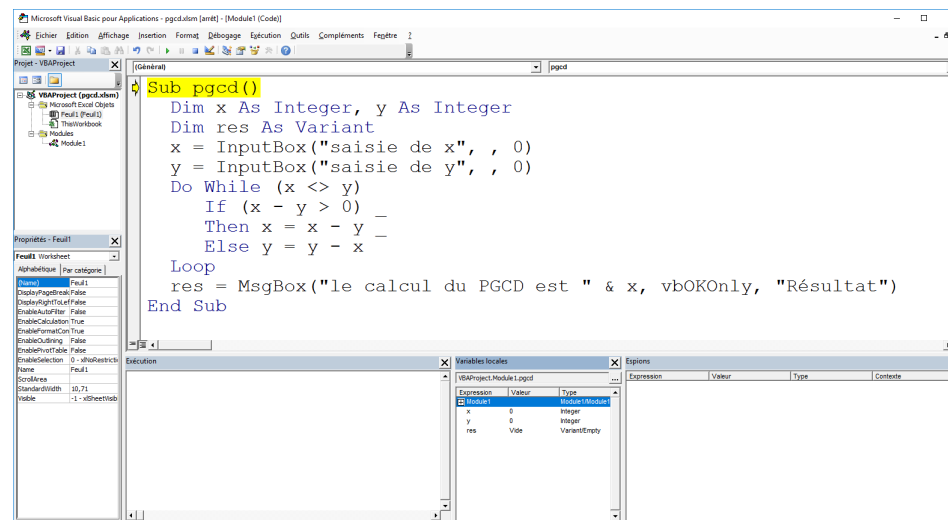 Microsoft Visual Basic pour Applications - pgcd.xlsm [arrêt] - [Module1 (Code)]
Fichier Edition Affichage Insertion Format Débogage Exécution Outils Compléments Fenêtre ?
Projet - VBAProject
VBAProject (pgcd.xlsm)
Microsoft Excel Objets
Feuil1 (Feuil1)
ThisWorkbook
Modules
Module1
(Général)
pgcd
Sub pgcd()
Dim x As Integer, y As Integer
Dim res As Variant
x = InputBox("saisie de x", , 0)
y = InputBox("saisie de y", , 0)
Do While (x <> y)
If (x - y > 0) _
Then x = x - y _
Else y = y - x
Loop
res = MsgBox("le calcul du PGCD est " & x, vbOKOnly, "Résultat")
End Sub
Propriétés - Feuil1
Feuil1 Worksheet
Alphabétique Par catégorie
(Name) Feuil1
DisplayPageBreak False
DisplayRightToLef False
EnableAutoFilter False
EnableCalculation True
EnableFormatCon True
EnableOutlining False
EnablePivotTable False
EnableSelection 0 - xlNoRestricti
Name Feuil1
ScrollArea
StandardWidth 10,71
Visible -1 - xlSheetVisib
Exécution
Variables locales
VBAProject.Module1.pgcd ...
Expression Valeur Type
Module1 Module1/Module1
x 0 Integer
y 0 Integer
res Vide Variant/Empty
Espions
Expression Valeur Type Contexte